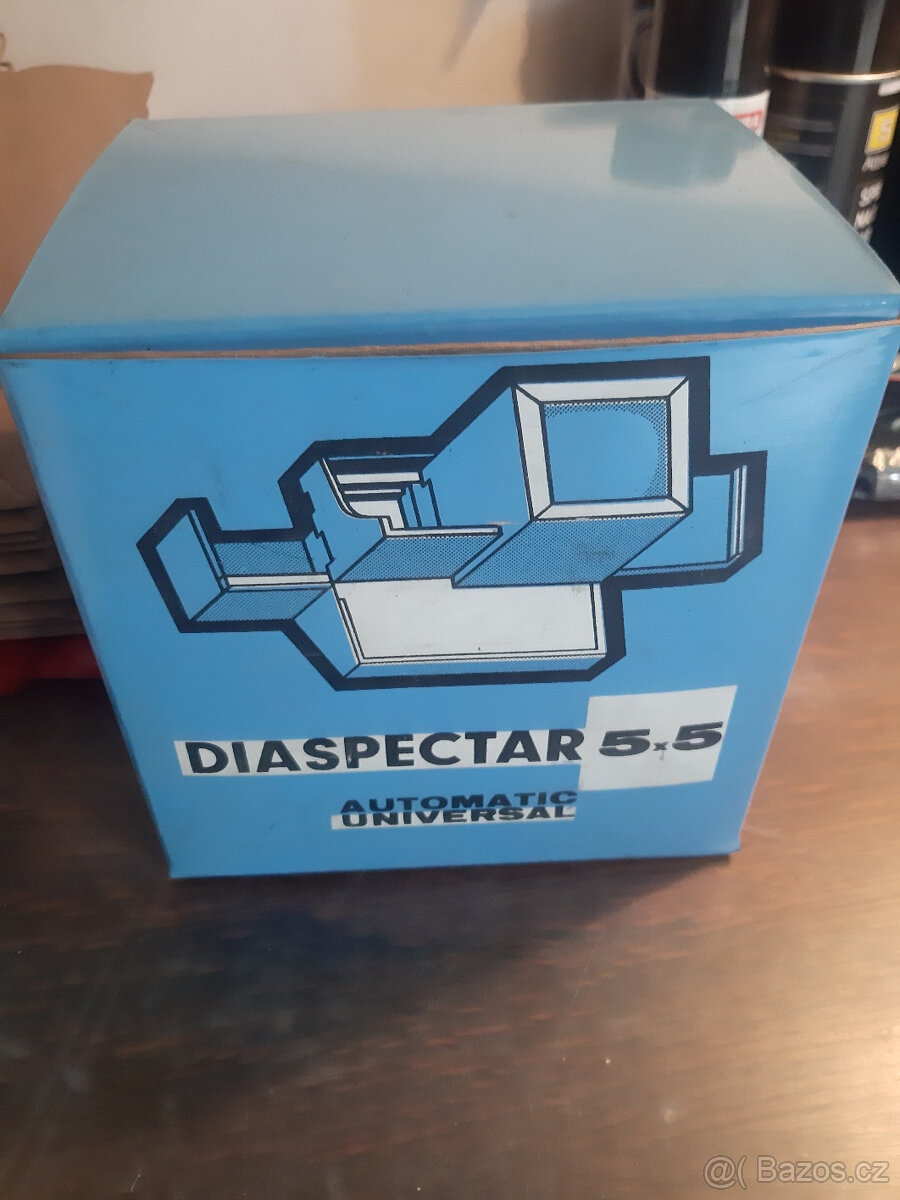 DIASPECTAR 5x5
AUTOMATIC
UNIVERSAL
@( Bazos.cz